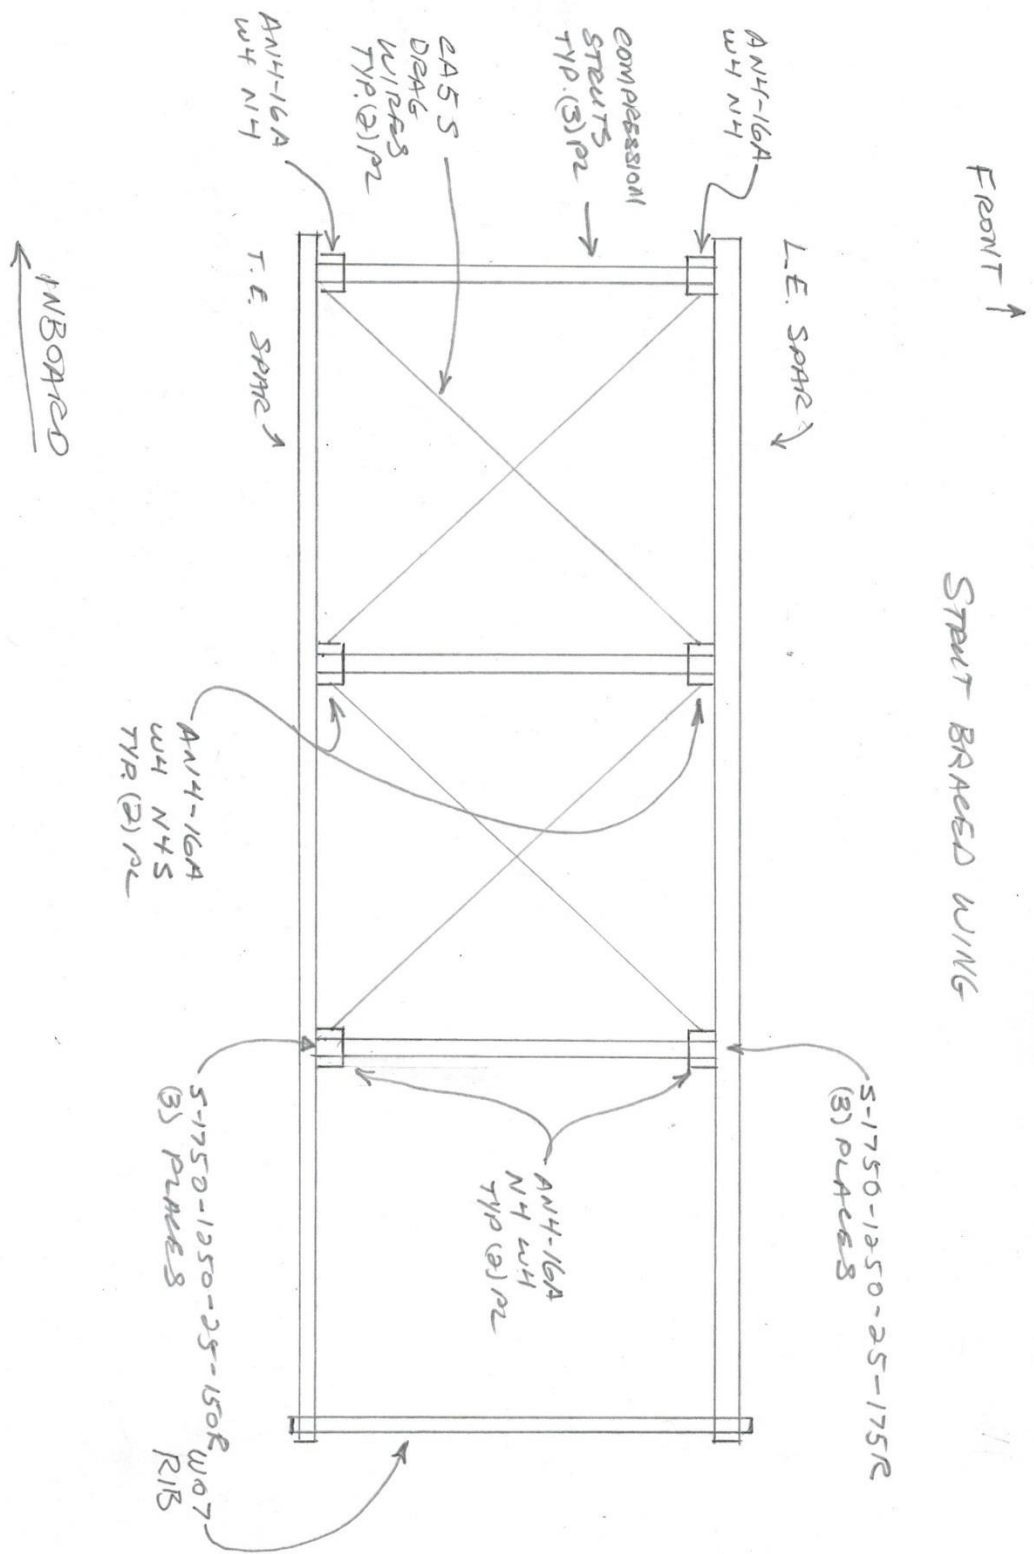 FRONT
STRUT BRACED WING
AN4-16A
W4 N4
L.E. SPAR
S-1750-1250-25-175R
(3) PLACES
COMPRESSION
STRUTS
TYP. (3) PL
CA5S
DRAG
WIRES
TYP. (2) PL
AN4-16A
N4 W4
TYP (2) PL
AN4-16A
W4 N4
T.E. SPAR
AN4-16A
W4 N4S
TYP. (2) PL
S-1750-1250-25-150R
(3) PLACES
W07
RIB
INBOARD